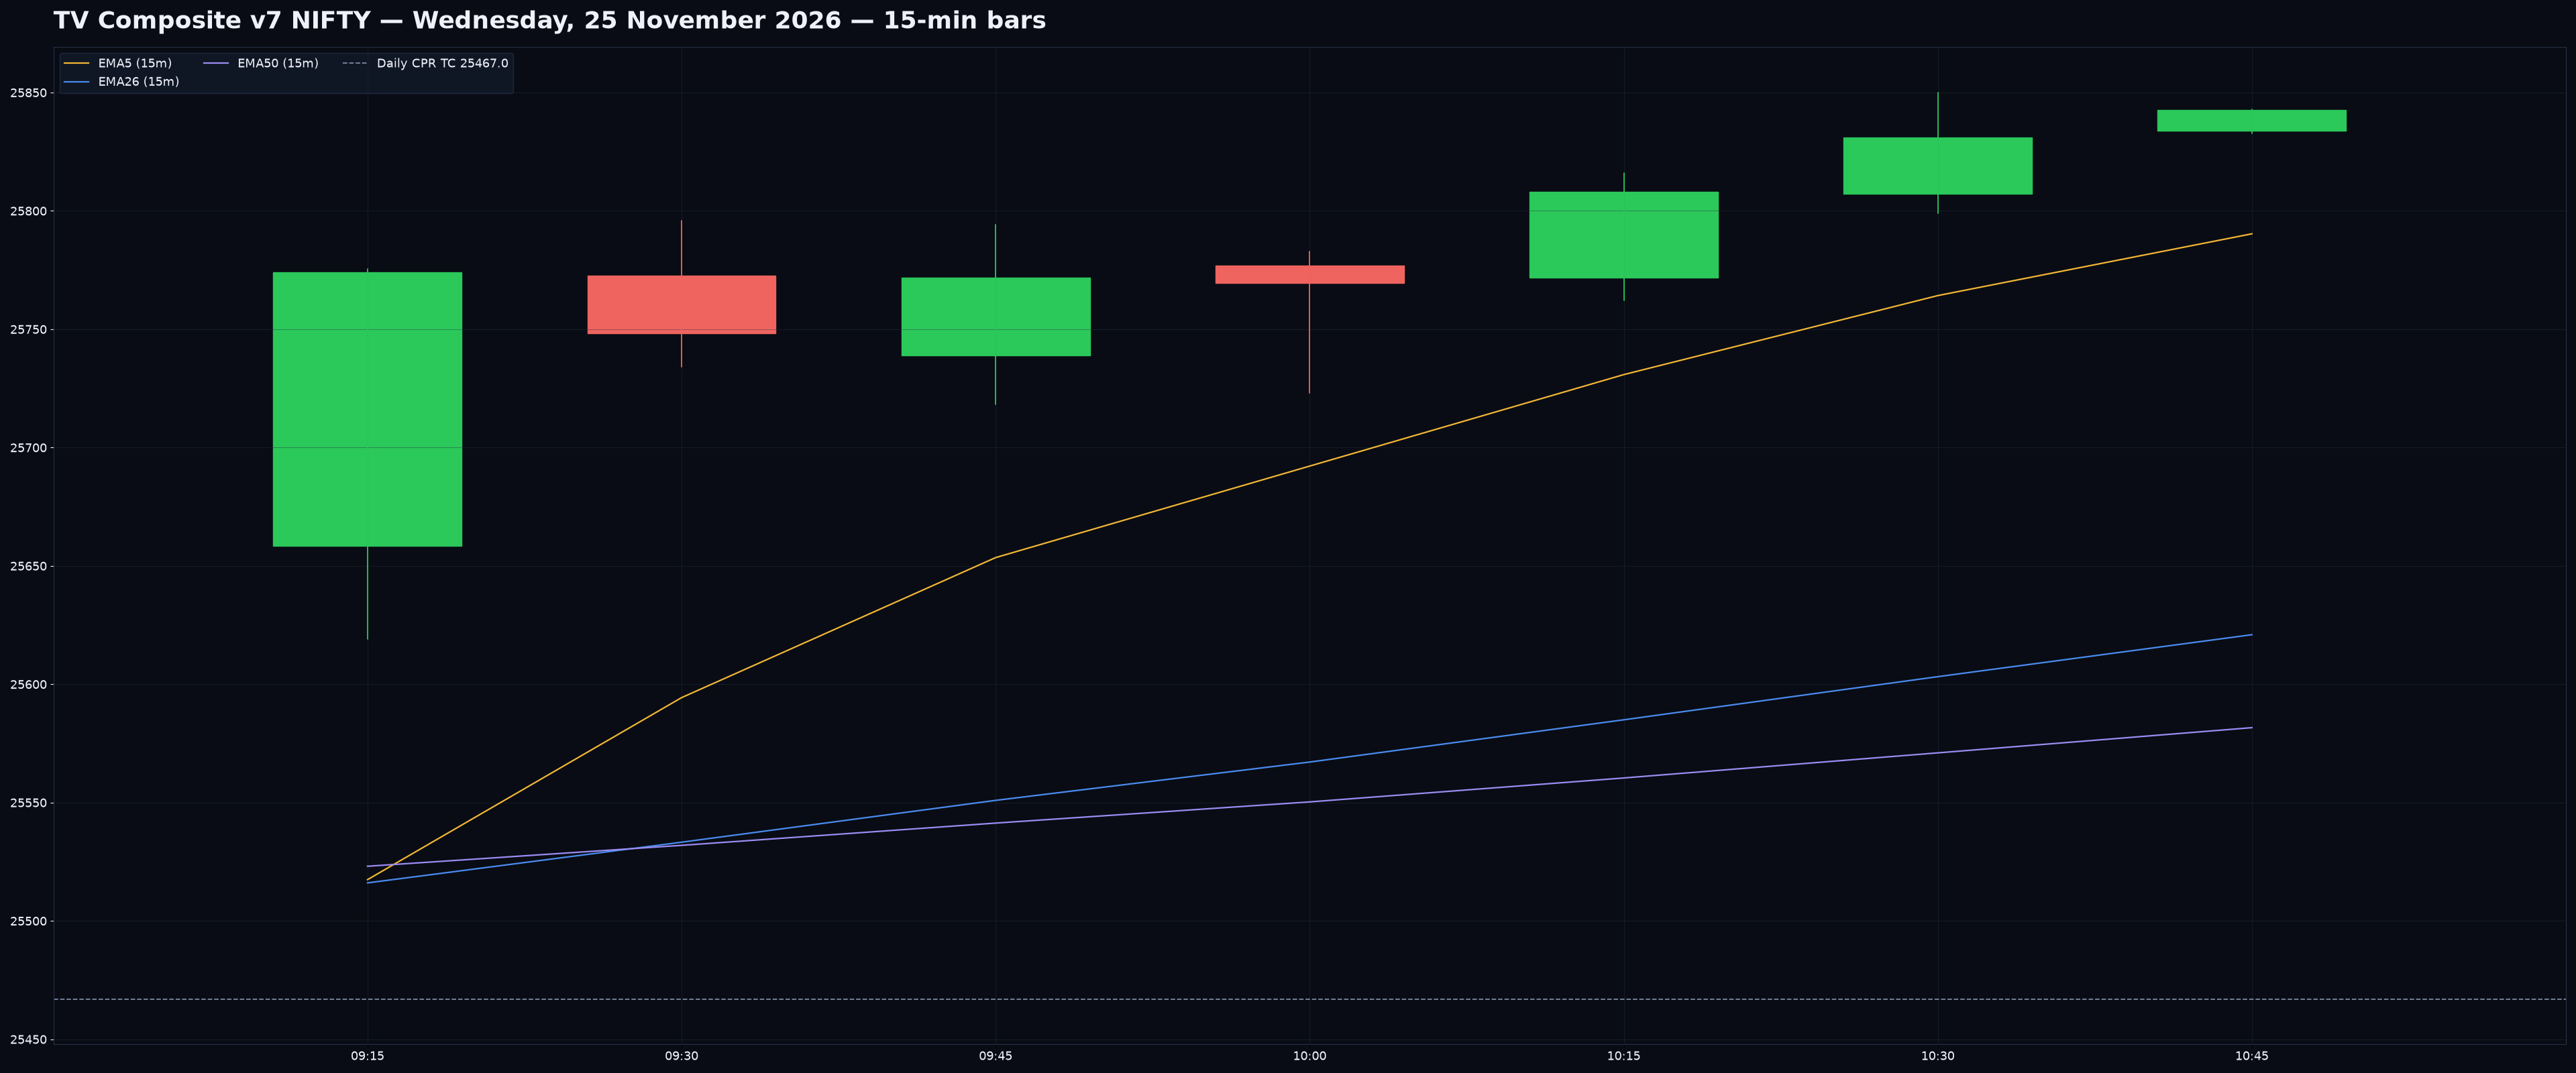 TV Composite v7 NIFTY — Wednesday, 25 November 2026 — 15-min bars
EMA5 (15m) EMA50 (15m) Daily CPR TC 25467.0
EMA26 (15m)
25850
25800
25750
25700
25650
25600
25550
25500
25450
09:15 09:30 09:45 10:00 10:15 10:30 10:45